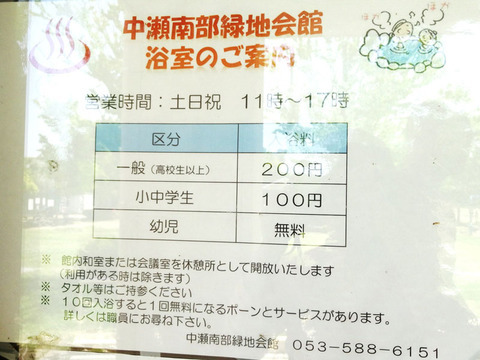 中瀬南部緑地会館
浴室のご案内
営業時間：土日祝　11時～17時
区分　浴料
一般（高校生以上）　200円
小中学生　100円
幼児　無料
※ 館内和室または会議室を休憩所として開放いたします
（利用がある時は除きます）
※ タオル等はご持参ください
※ 10回入浴すると1回無料になるボーンとサービスがあります。
詳しくは職員にお尋ね下さい。
中瀬南部緑地会館　053-588-6151